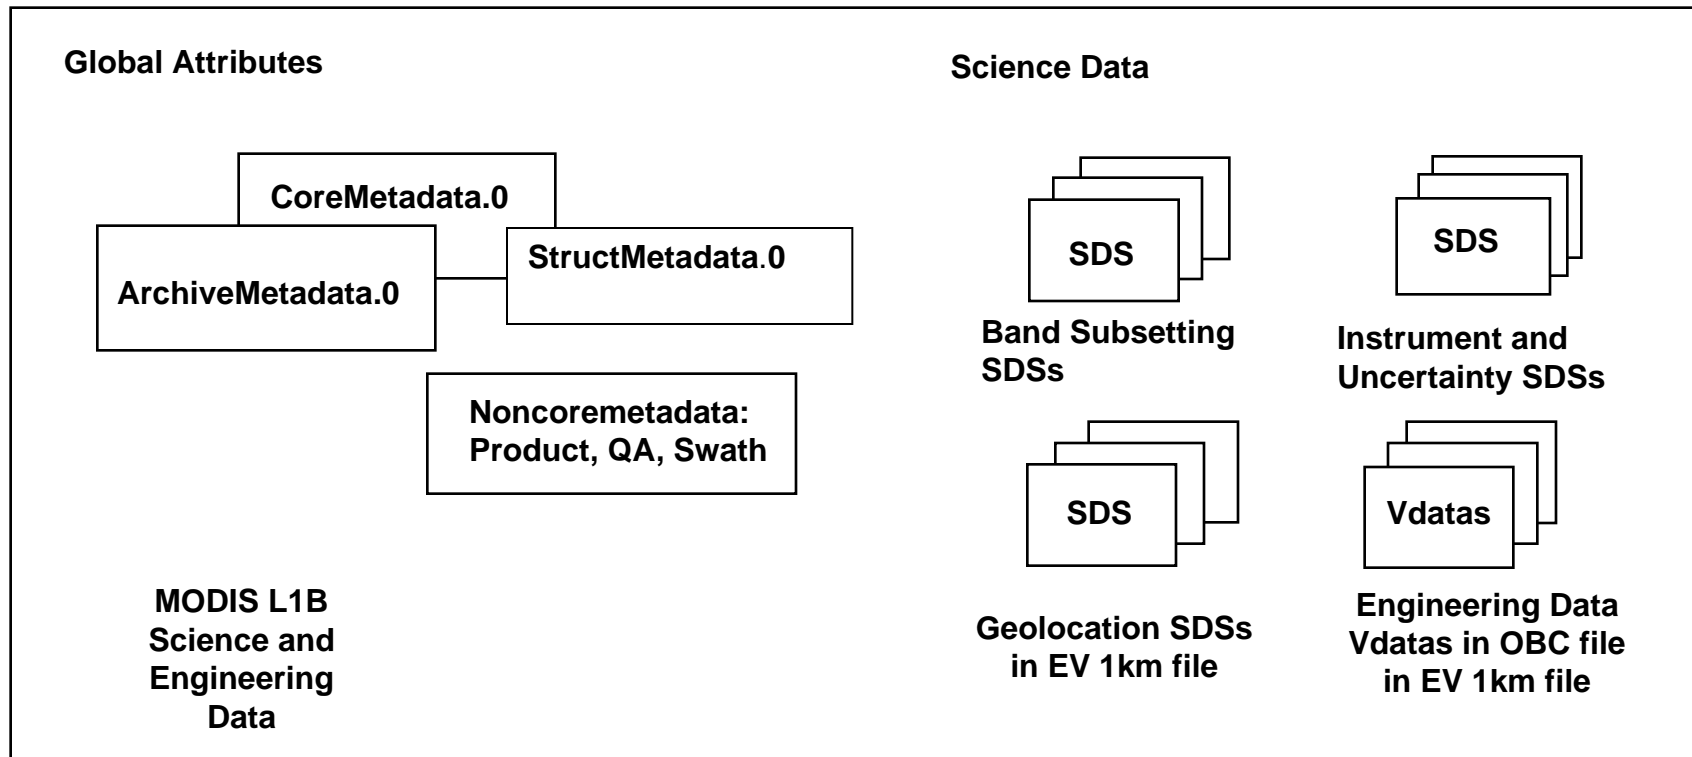 Global Attributes
CoreMetadata.0
ArchiveMetadata.0
StructMetadata.0
Noncoremetadata:
Product, QA, Swath
MODIS L1B
Science and
Engineering
Data
Science Data
SDS
Band Subsetting
SDSs
SDS
Instrument and
Uncertainty SDSs
SDS
Geolocation SDSs
in EV 1km file
Vdatas
Engineering Data
Vdatas in OBC file
in EV 1km file